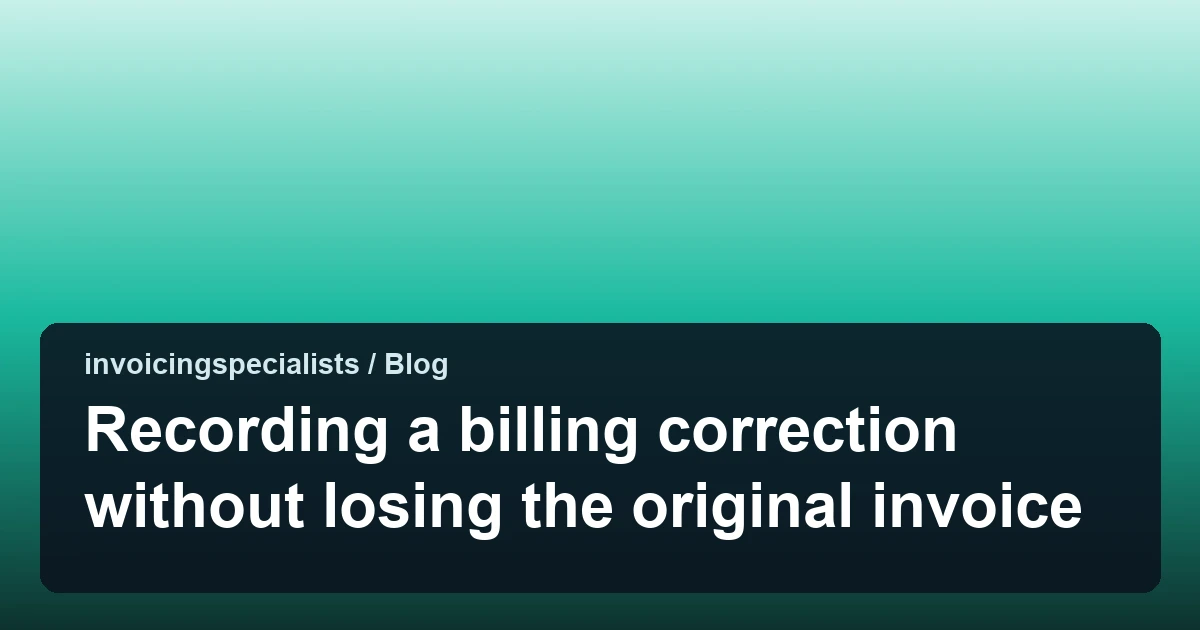 invoicingspecialists / Blog
Recording a billing correction
without losing the original invoice